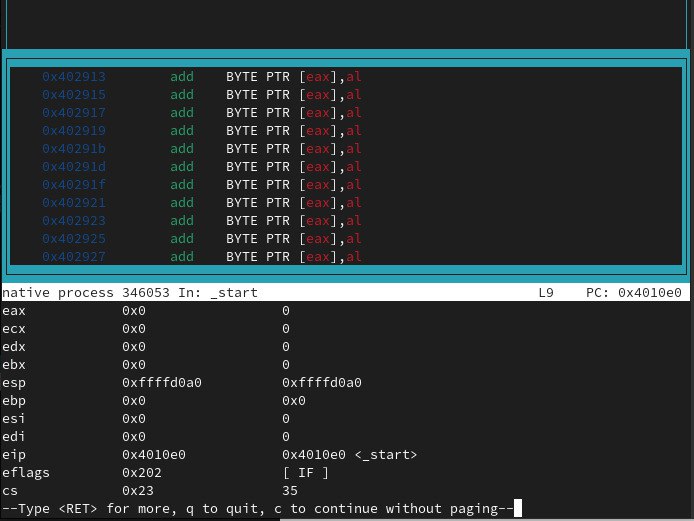 0x402913 add BYTE PTR [eax],al
0x402915 add BYTE PTR [eax],al
0x402917 add BYTE PTR [eax],al
0x402919 add BYTE PTR [eax],al
0x40291b add BYTE PTR [eax],al
0x40291d add BYTE PTR [eax],al
0x40291f add BYTE PTR [eax],al
0x402921 add BYTE PTR [eax],al
0x402923 add BYTE PTR [eax],al
0x402925 add BYTE PTR [eax],al
0x402927 add BYTE PTR [eax],al
native process 346053 In: _start L9 PC: 0x4010e0
eax 0x0 0
ecx 0x0 0
edx 0x0 0
ebx 0x0 0
esp 0xffffd0a0 0xffffd0a0
ebp 0x0 0x0
esi 0x0 0
edi 0x0 0
eip 0x4010e0 0x4010e0 <_start>
eflags 0x202 [ IF ]
cs 0x23 35
--Type <RET> for more, q to quit, c to continue without paging--